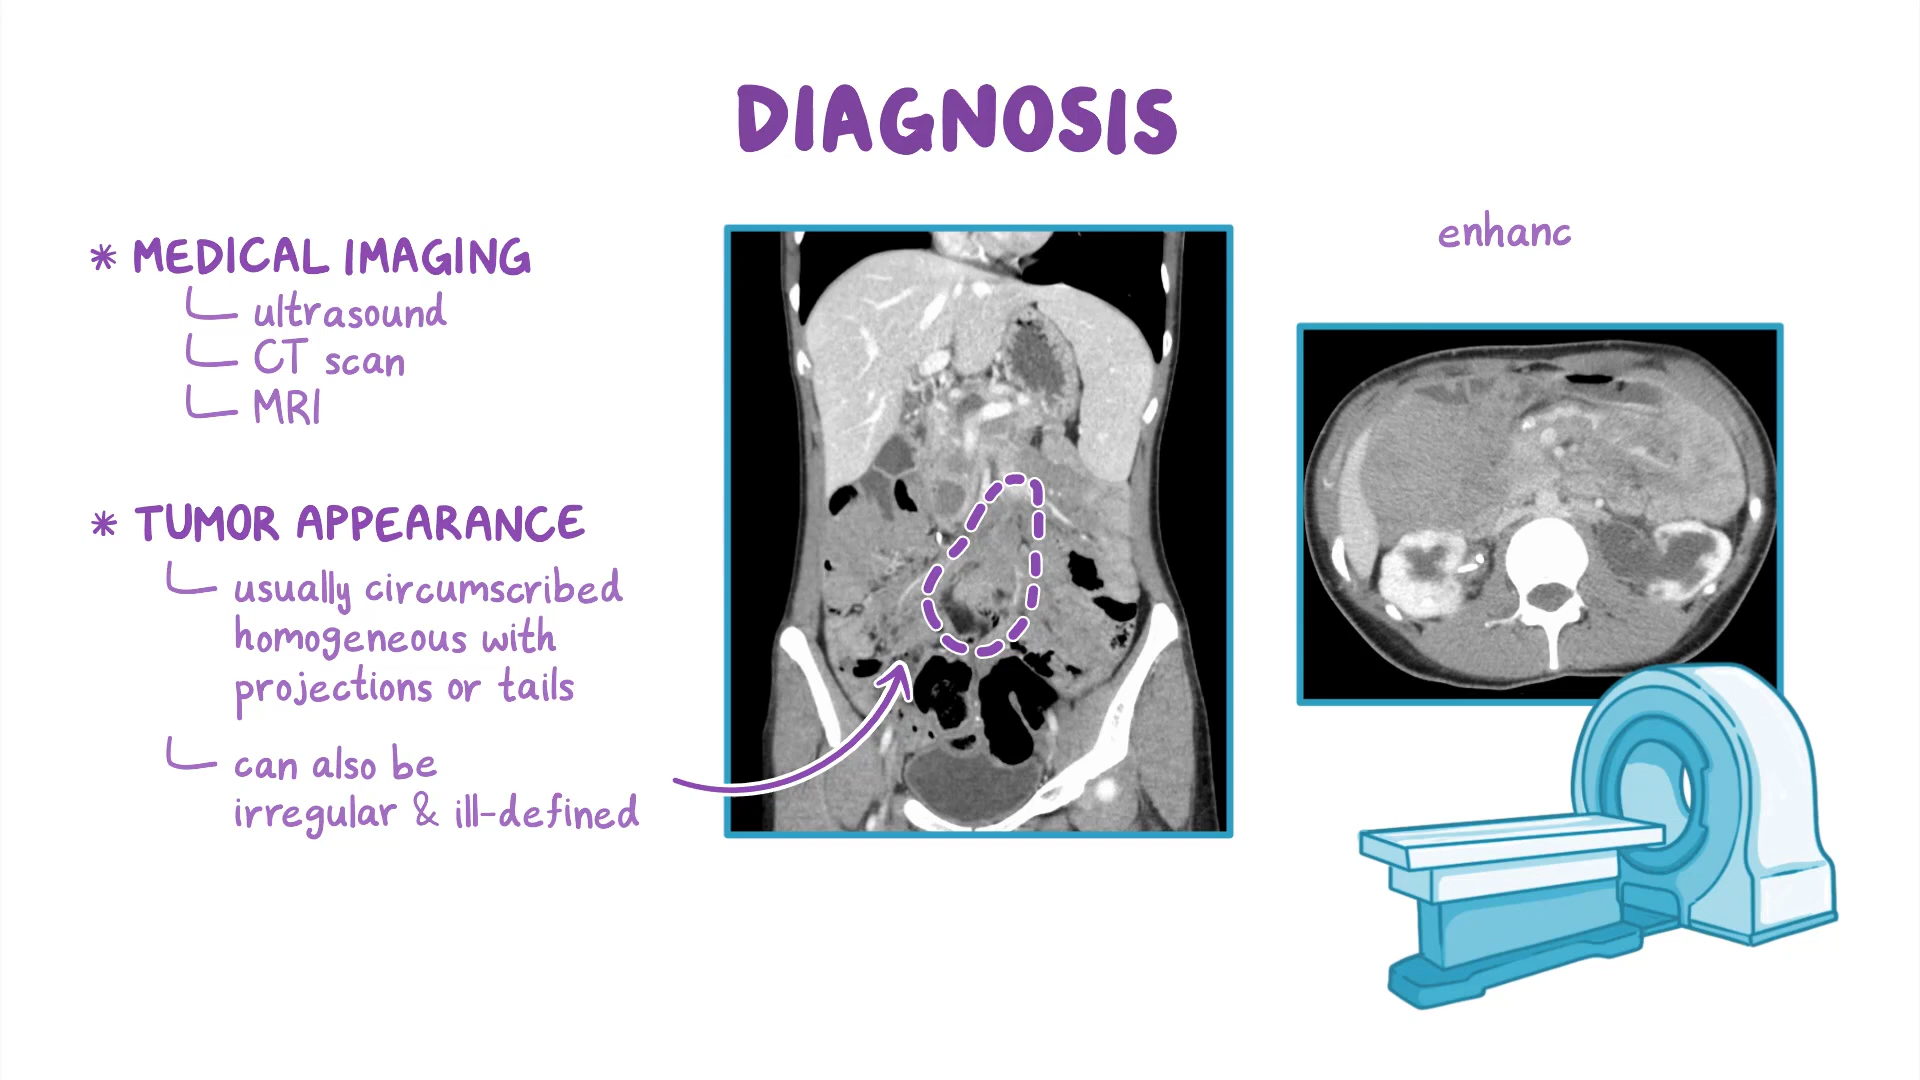 DIAGNOSIS
* MEDICAL IMAGING
ultrasound
CT scan
MRI
* TUMOR APPEARANCE
usually circumscribed
homogeneous with
projections or tails
can also be
irregular & ill-defined
enhanc